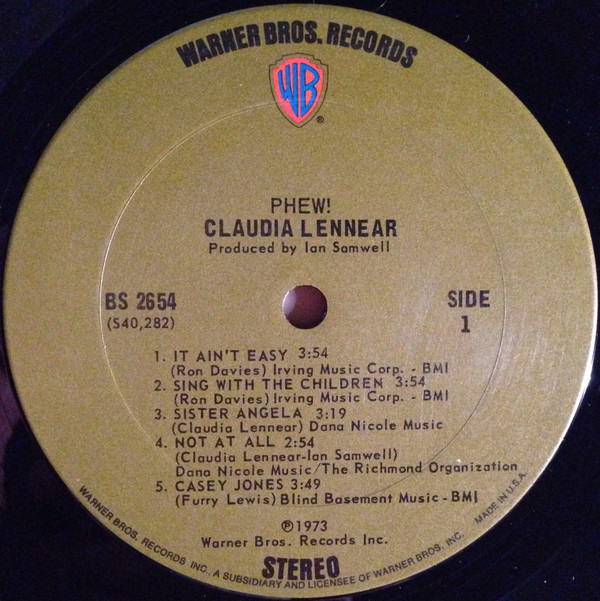 WARNER BROS. RECORDS
WB
®
PHEW!
CLAUDIA LENNEAR
Produced by Ian Samwell
BS 2654
(S40,282)
SIDE
1
1. IT AIN'T EASY 3:54
(Ron Davies) Irving Music Corp. - BMI
2. SING WITH THE CHILDREN 3:54
(Ron Davies) Irving Music Corp. - BMI
3. SISTER ANGELA 3:19
(Claudia Lennear) Dana Nicole Music
4. NOT AT ALL 2:54
(Claudia Lennear-Ian Samwell)
Dana Nicole Music/The Richmond Organization
5. CASEY JONES 3:49
(Furry Lewis) Blind Basement Music - BMI
℗1973
Warner Bros. Records Inc.
STEREO
WARNER BROS. RECORDS INC., A SUBSIDIARY AND LICENSEE OF WARNER BROS. INC. MADE IN U.S.A.